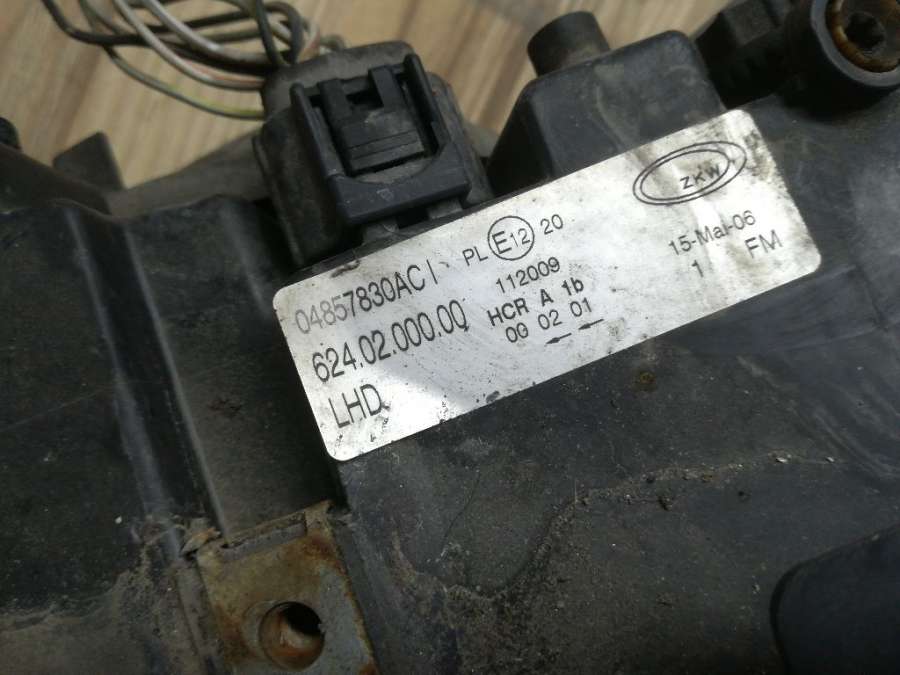 ZKW
04857830AC I
PL E12 20
15-Mai-06
624.02.000.00
112009
1 FM
LHD
HCR A 1b
00 02 01